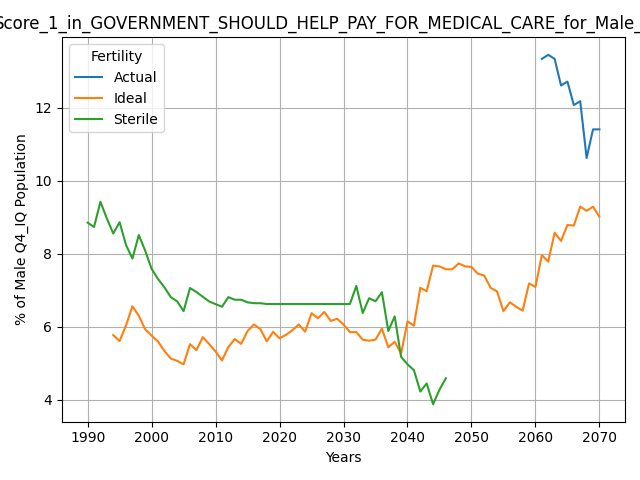 Score_1_in_GOVERNMENT_SHOULD_HELP_PAY_FOR_MEDICAL_CARE_for_Male_
Fertility
Actual
Ideal
Sterile
% of Male Q4_IQ Population
12
10
8
6
4
1990 2000 2010 2020 2030 2040 2050 2060 2070
Years